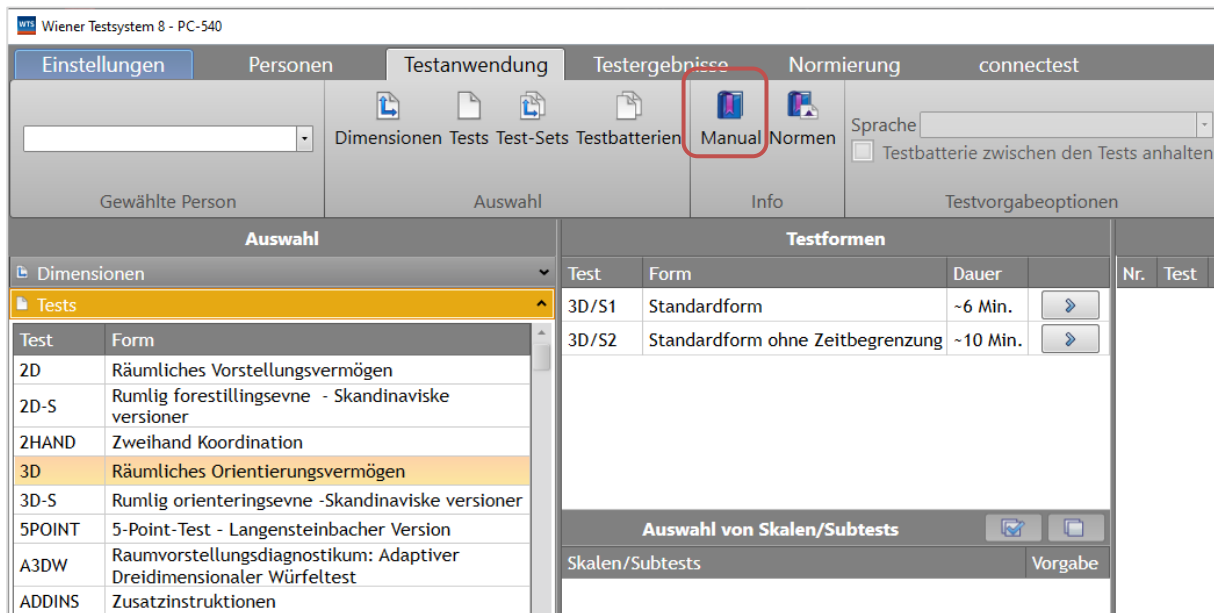 WTS Wiener Testsystem 8 - PC-540
Einstellungen Personen Testanwendung Testergebnisse Normierung connectest
Dimensionen Tests Test-Sets Testbatterien Manual Normen
Sprache
Testbatterie zwischen den Tests anhalten
Gewählte Person Auswahl Info Testvorgabeoptionen
Auswahl
Dimensionen
Tests
Test Form
2D Räumliches Vorstellungsvermögen
2D-S Rumlig forestillingsevne - Skandinaviske
versioner
2HAND Zweihand Koordination
3D Räumliches Orientierungsvermögen
3D-S Rumlig orienteringsevne -Skandinaviske versioner
5POINT 5-Point-Test - Langensteinbacher Version
A3DW Raumvorstellungsdiagnostikum: Adaptiver
Dreidimensionaler Würfeltest
ADDINS Zusatzinstruktionen
Testformen
Test Form Dauer
3D/S1 Standardform ~6 Min.
3D/S2 Standardform ohne Zeitbegrenzung ~10 Min.
Auswahl von Skalen/Subtests
Skalen/Subtests Vorgabe
Nr. Test